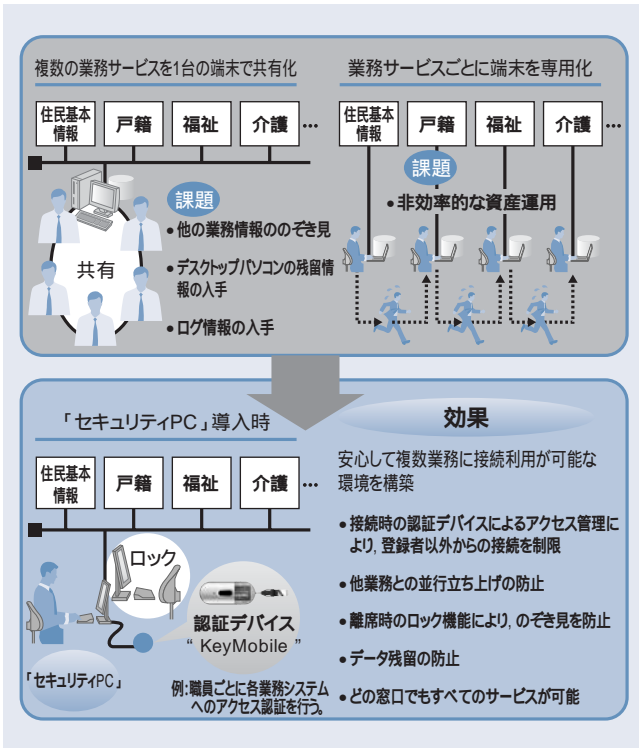 複数の業務サービスを1台の端末で共有化
住民基本
情報
戸籍
福祉
介護
…
課題
•他の業務情報ののぞき見
•デスクトップパソコンの残留情
報の入手
•ログ情報の入手
共有
業務サービスごとに端末を専用化
住民基本
情報
戸籍
福祉
介護
…
課題
•非効率的な資産運用
「セキュリティPC」導入時
住民基本
情報
戸籍
福祉
介護
…
ロック
認証デバイス
“ KeyMobile ”
「セキュリティPC」
例:職員ごとに各業務システム
へのアクセス認証を行う。
効果
安心して複数業務に接続利用が可能な
環境を構築
•接続時の認証デバイスによるアクセス管理に
より, 登録者以外からの接続を制限
•他業務との並行立ち上げの防止
•離席時のロック機能により, のぞき見を防止
•データ残留の防止
•どの窓口でもすべてのサービスが可能